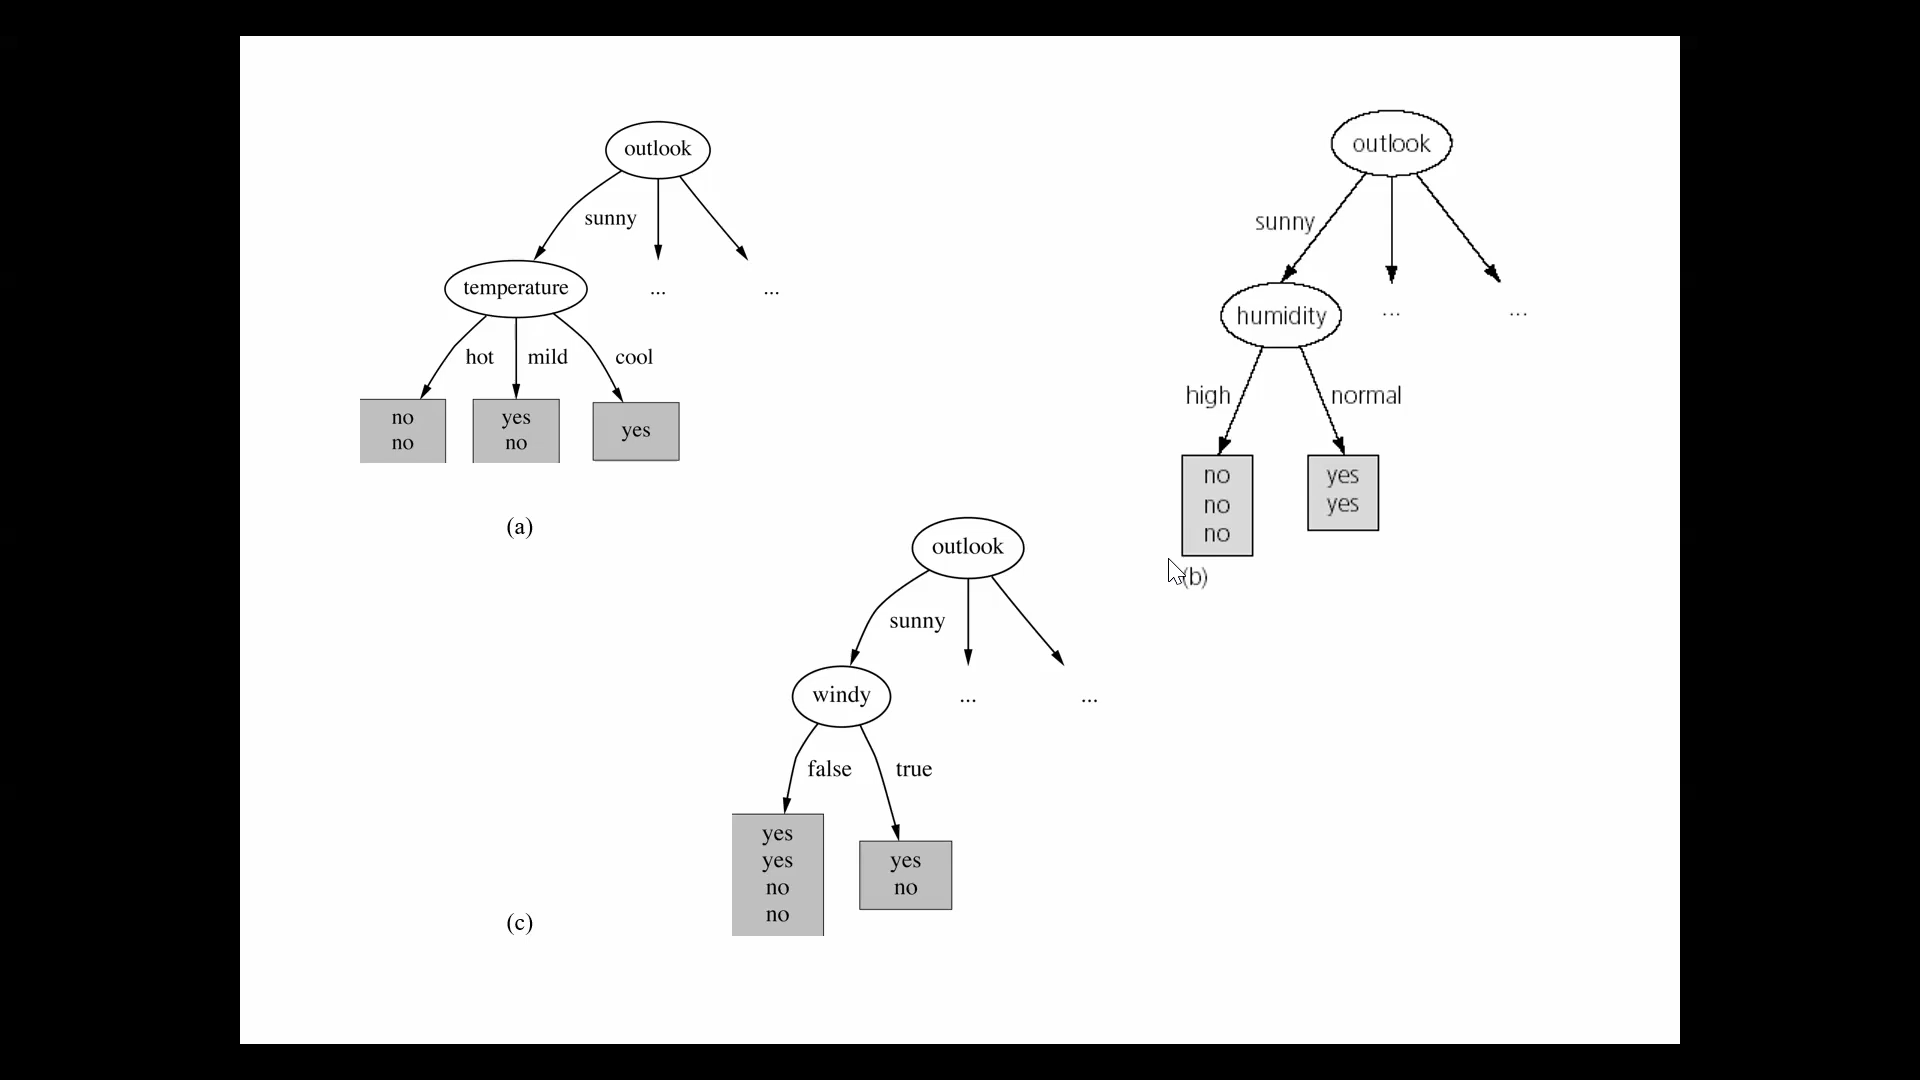 outlook
sunny
temperature
...
...
hot
mild
cool
no
no
yes
no
yes
(a)
outlook
sunny
humidity
...
...
high
normal
no
no
no
yes
yes
(b)
outlook
sunny
windy
...
...
false
true
yes
yes
no
no
yes
no
(c)